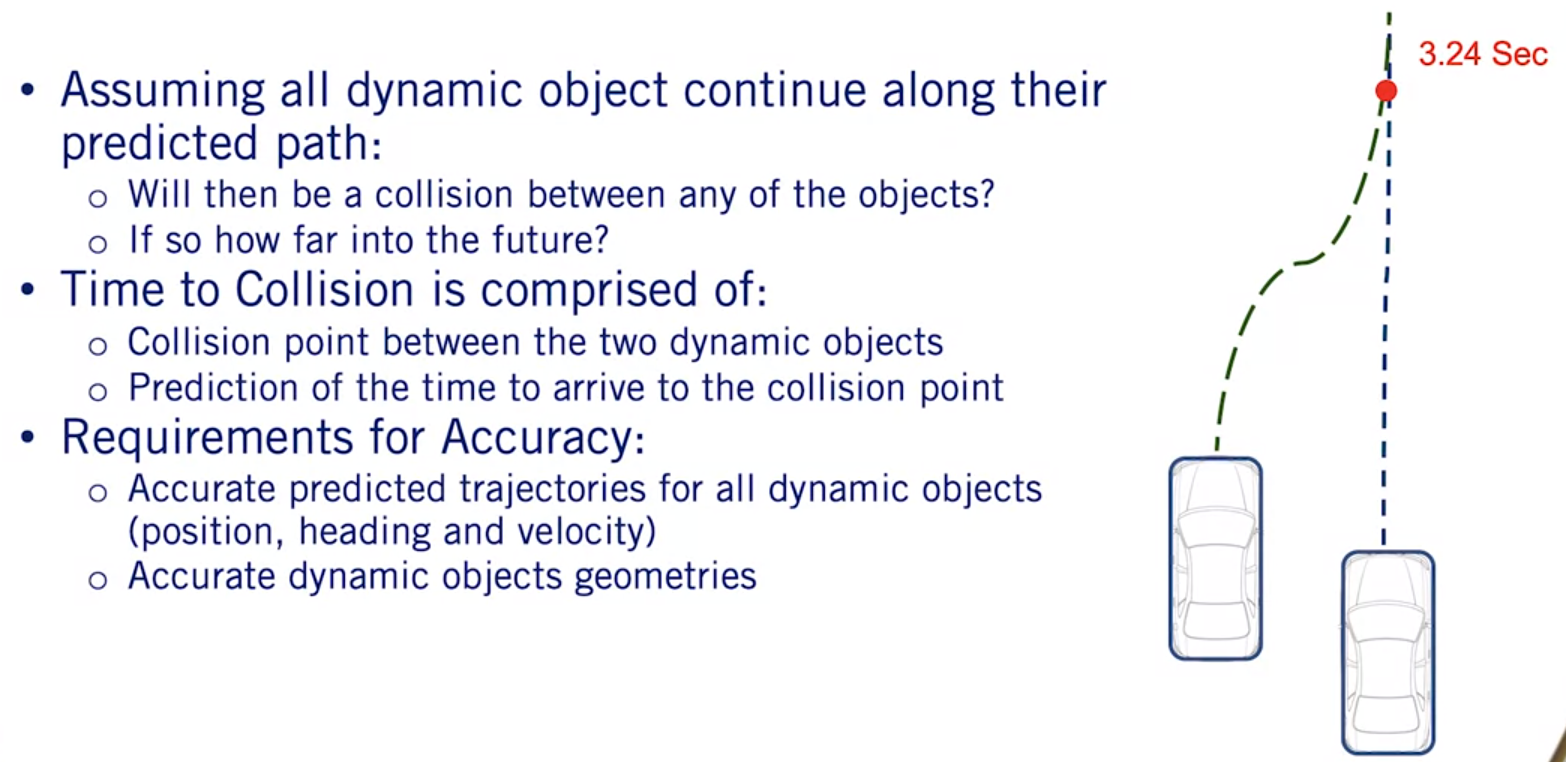 3.24 Sec
• Assuming all dynamic object continue along their
predicted path:
o Will then be a collision between any of the objects?
o If so how far into the future?
• Time to Collision is comprised of:
o Collision point between the two dynamic objects
o Prediction of the time to arrive to the collision point
• Requirements for Accuracy:
o Accurate predicted trajectories for all dynamic objects
(position, heading and velocity)
o Accurate dynamic objects geometries